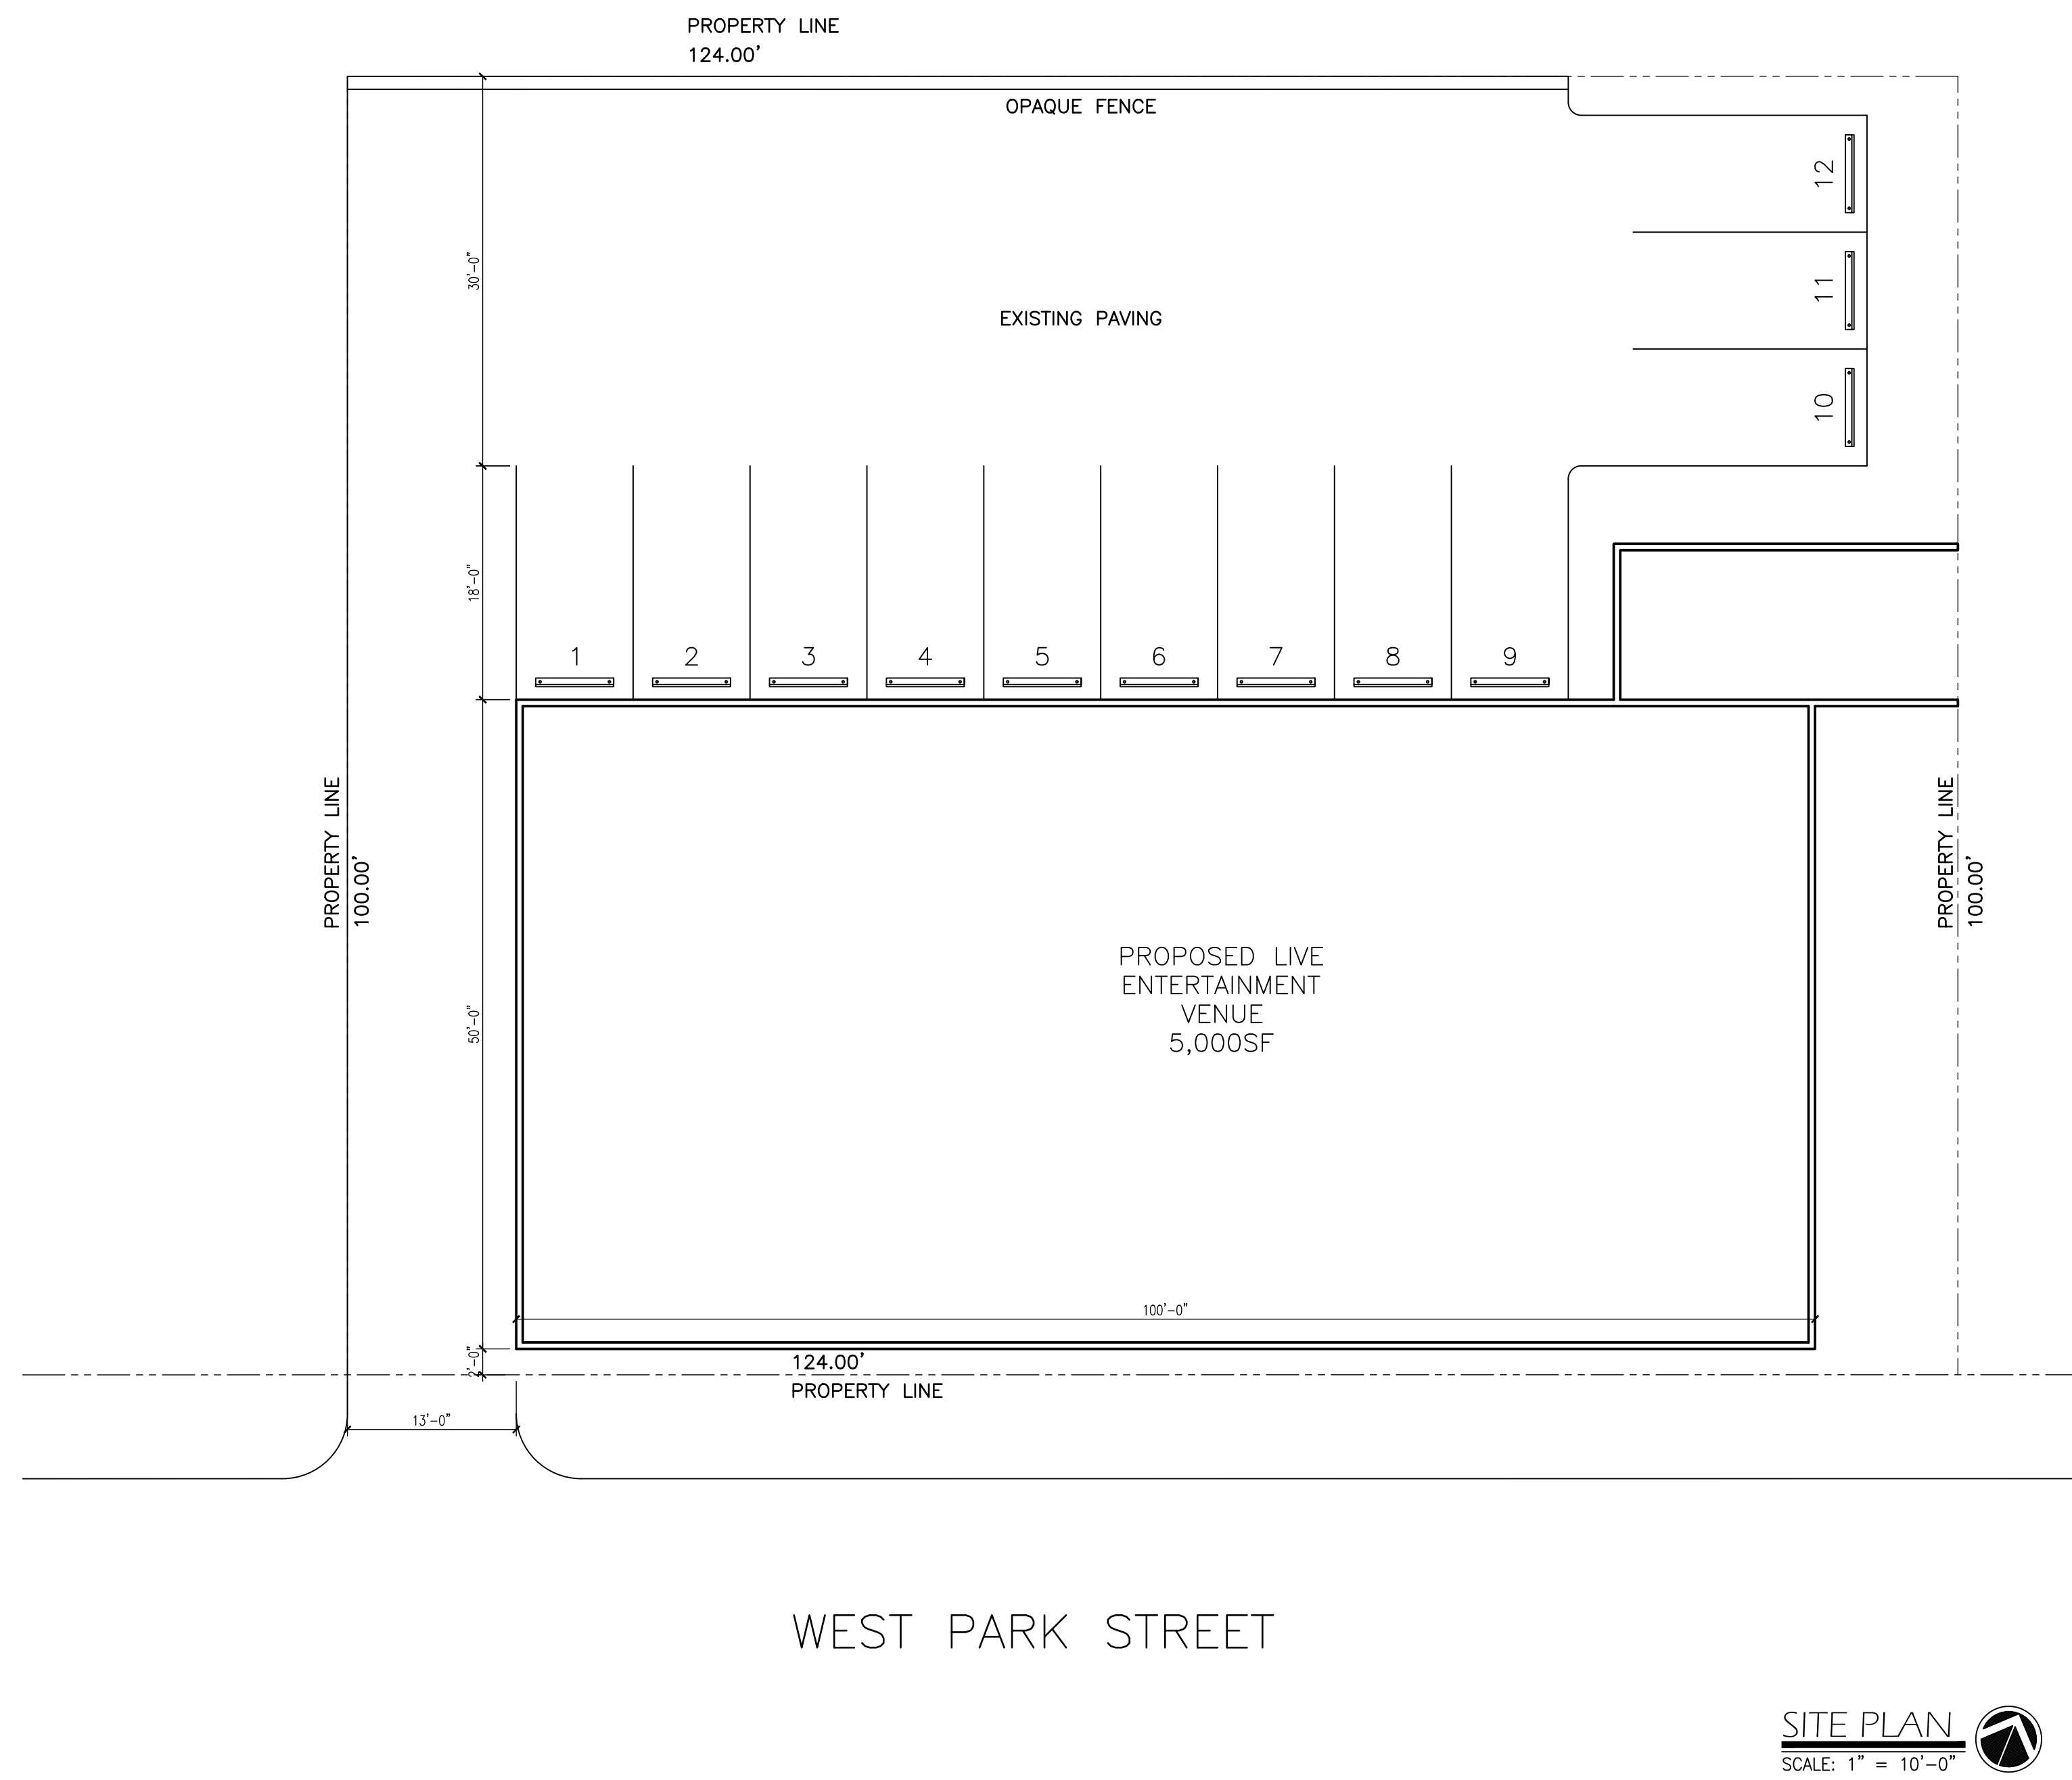 PROPERTY LINE
124.00'
OPAQUE FENCE
12
30'-0"
11
EXISTING PAVING
10
18'-0"
1 2 3 4 5 6 7 8 9
PROPERTY LINE
100.00'
PROPERTY LINE
100.00'
PROPOSED LIVE
ENTERTAINMENT
VENUE
5,000SF
50'-0"
100'-0"
2'-0"
124.00'
PROPERTY LINE
13'-0"
WEST PARK STREET
SITE PLAN
SCALE: 1" = 10'-0"